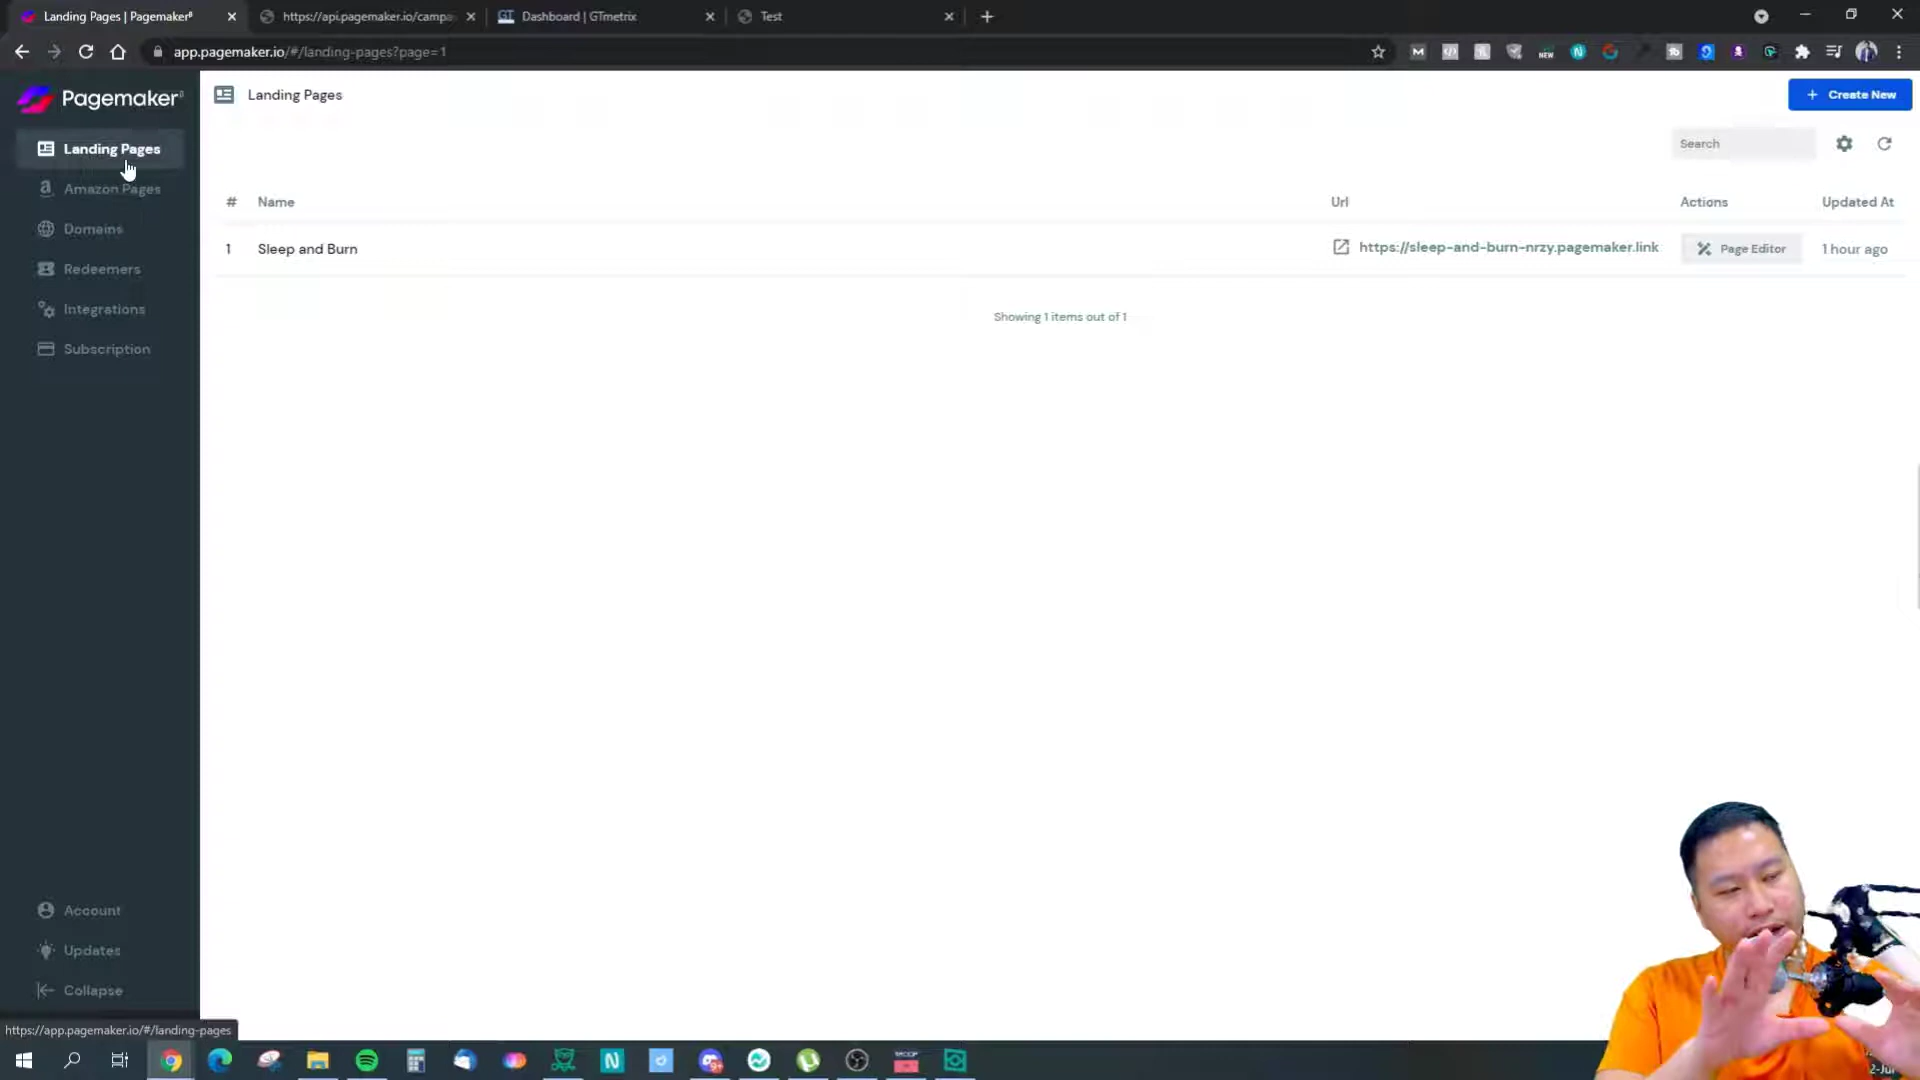 Landing Pages | Pagemaker®
https://api.pagemaker.io/campa
GT Dashboard | GTmetrix
Test
app.pagemaker.io/#/landing-pages?page=1
NEW
Pagemaker
Landing Pages
+ Create New
Landing Pages
Amazon Pages
Domains
Redeemers
Integrations
Subscription
Search
# Name Url Actions Updated At
1 Sleep and Burn https://sleep-and-burn-nrzy.pagemaker.link Page Editor 1 hour ago
Showing 1 items out of 1
Account
Updates
Collapse
https://app.pagemaker.io/#/landing-pages